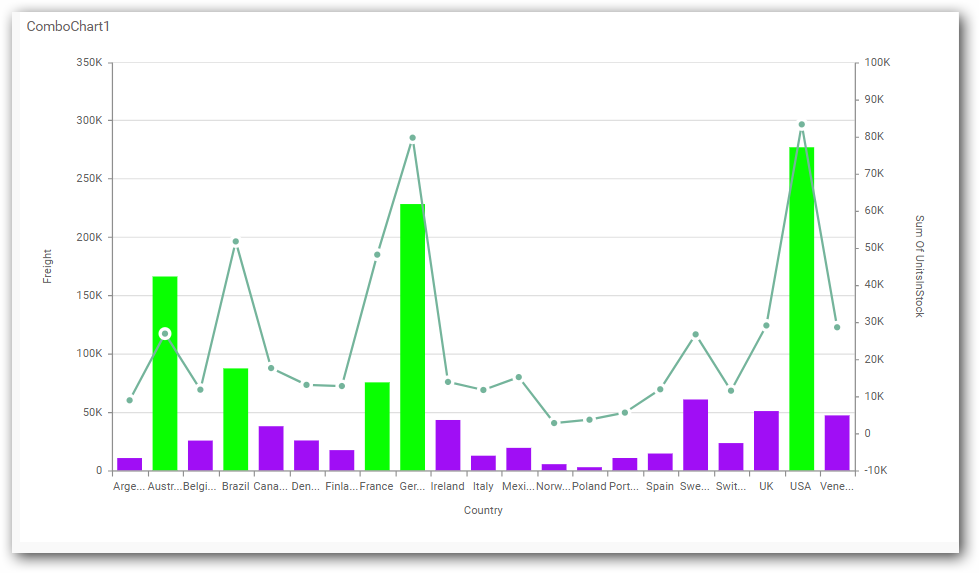 ComboChart1
350K
300K
250K
200K
150K
100K
50K
0
Freight
100K
90K
80K
70K
60K
50K
40K
30K
20K
10K
0
-10K
Sum Of UnitsInStock
Arge... Austr... Belgi... Brazil Cana... Den... Finla... France Ger... Ireland Italy Mexi... Norw... Poland Port... Spain Swe... Swit... UK USA Vene...
Country